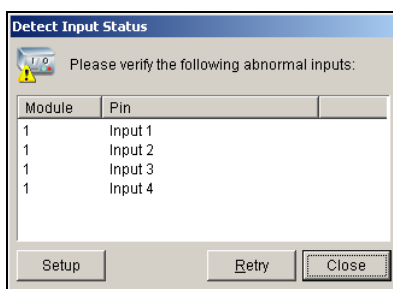 Detect Input Status
I/O
Please verify the following abnormal inputs:
Module Pin
1 Input 1
1 Input 2
1 Input 3
1 Input 4
Setup Retry Close